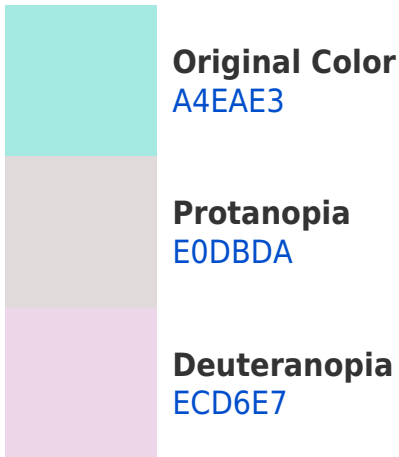 Original Color
A4EAE3
Protanopia
E0DBDA
Deuteranopia
ECD6E7